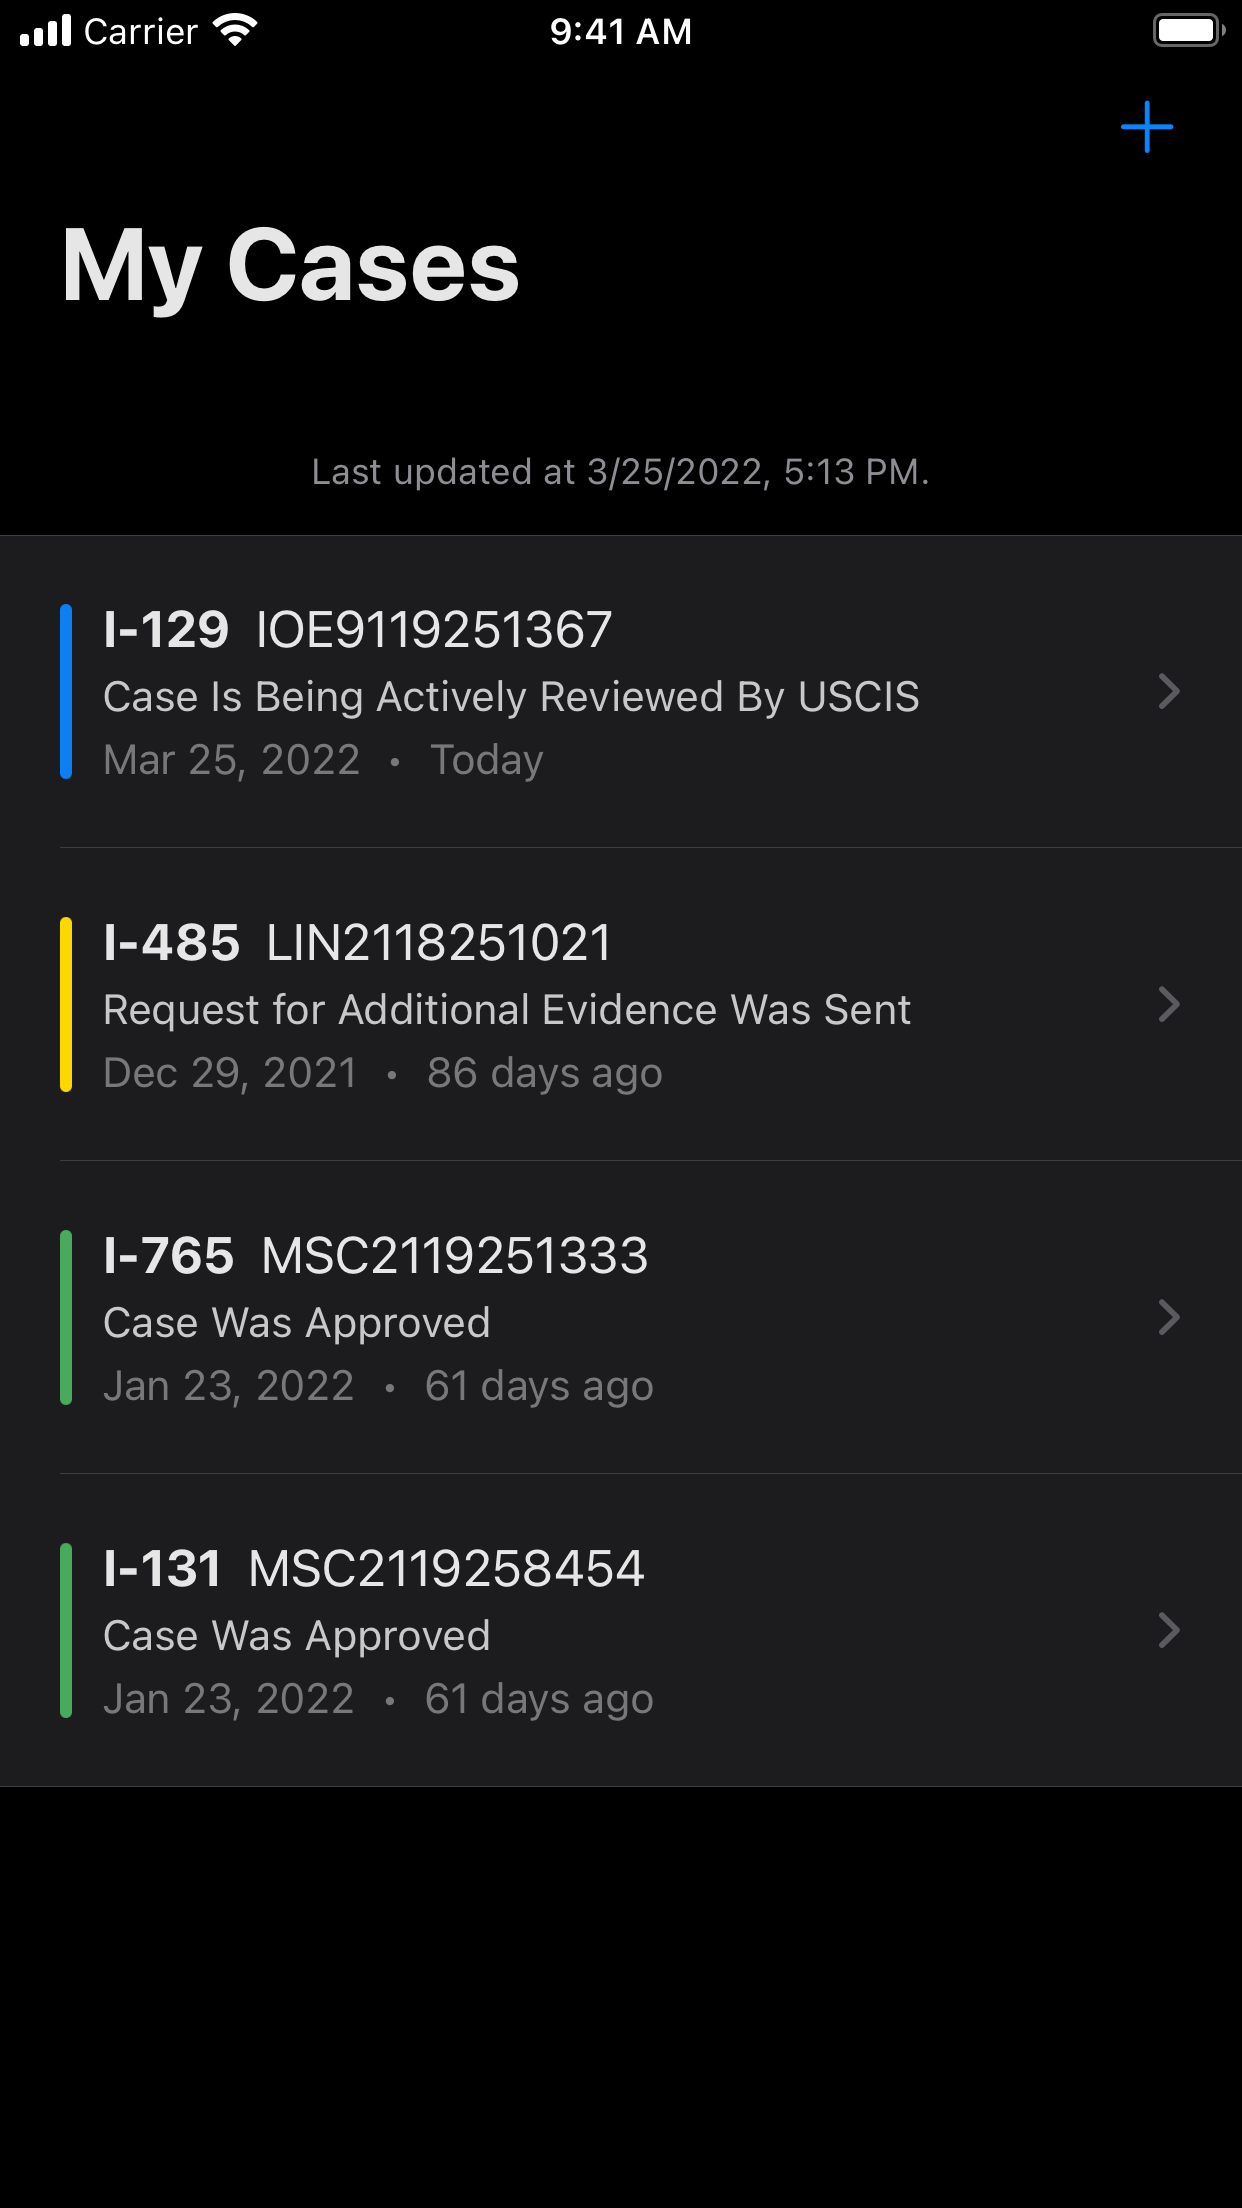 Carrier 9:41 AM
My Cases
Last updated at 3/25/2022, 5:13 PM.
I-129 IOE9119251367
Case Is Being Actively Reviewed By USCIS
Mar 25, 2022 • Today
I-485 LIN2118251021
Request for Additional Evidence Was Sent
Dec 29, 2021 • 86 days ago
I-765 MSC2119251333
Case Was Approved
Jan 23, 2022 • 61 days ago
I-131 MSC2119258454
Case Was Approved
Jan 23, 2022 • 61 days ago